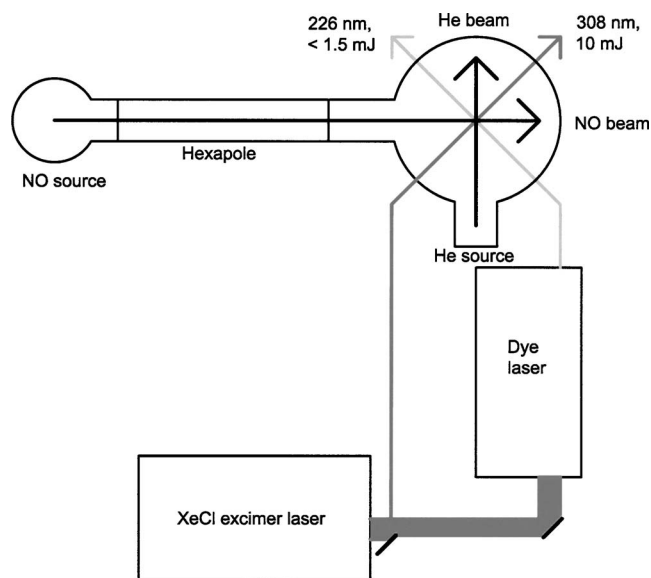 226 nm,
< 1.5 mJ
He beam
308 nm,
10 mJ
NO beam
Hexapole
NO source
He source
Dye
laser
XeCl excimer laser